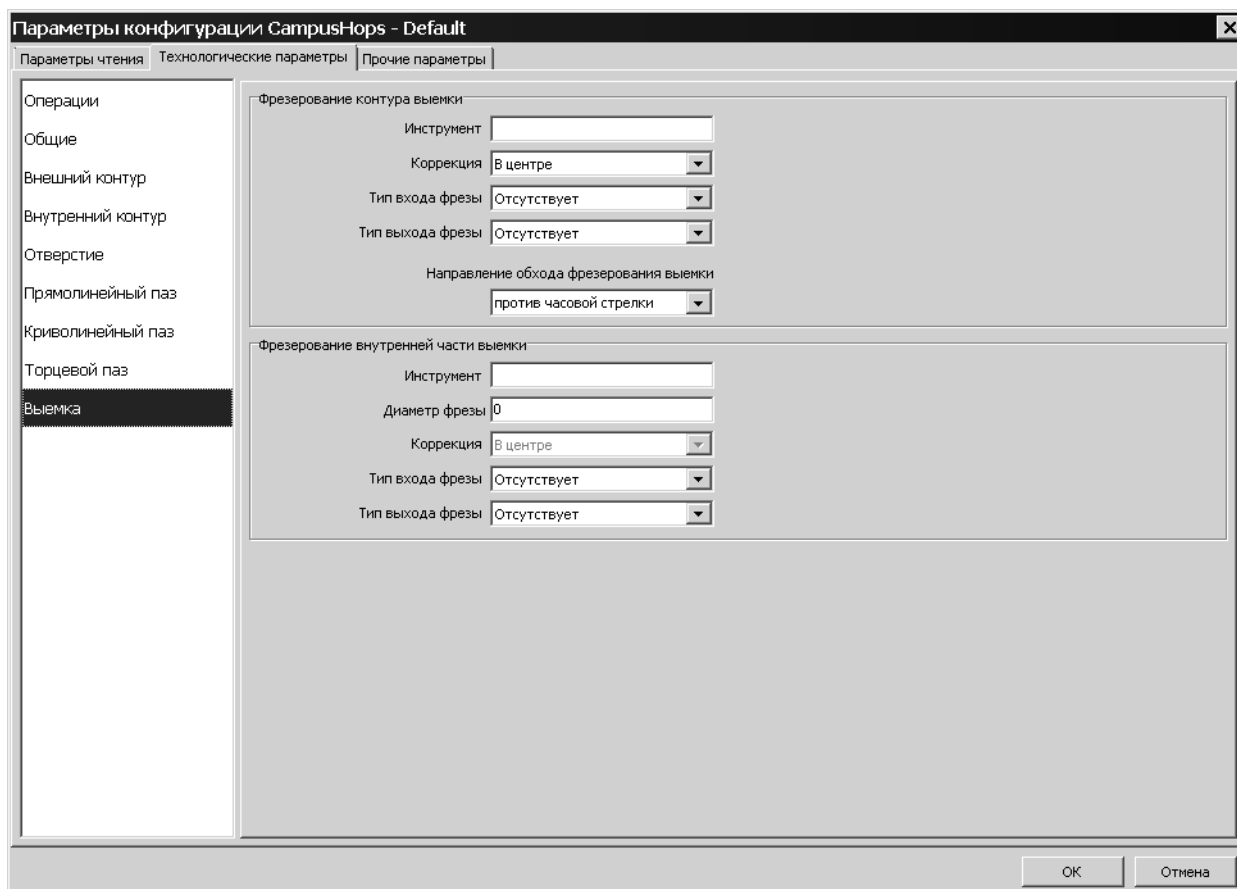 Параметры конфигурации CampusHops - Default
Параметры чтения Технологические параметры Прочие параметры
Операции
Общие
Внешний контур
Внутренний контур
Отверстие
Прямолинейный паз
Криволинейный паз
Торцевой паз
Выемка
Фрезерование контура выемки
Инструмент
Коррекция В центре
Тип входа фрезы Отсутствует
Тип выхода фрезы Отсутствует
Направление обхода фрезерования выемки
против часовой стрелки
Фрезерование внутренней части выемки
Инструмент
Диаметр фрезы 0
Коррекция В центре
Тип входа фрезы Отсутствует
Тип выхода фрезы Отсутствует
ОК Отмена